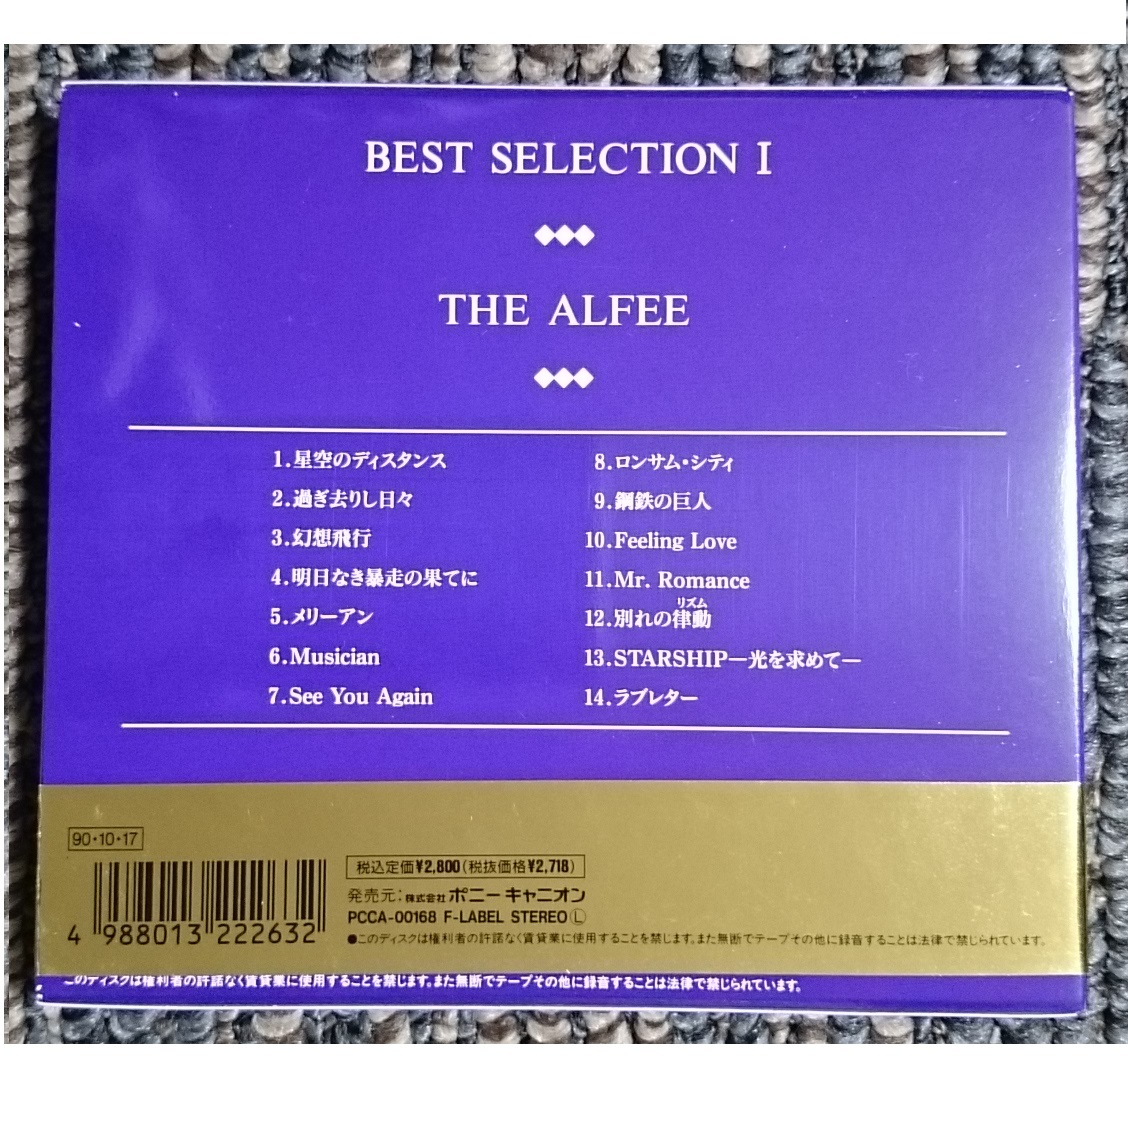 BEST SELECTION I
THE ALFEE
1.星空のディスタンス
2.過ぎ去りし日々
3.幻想飛行
4.明日なき暴走の果てに
5.メリーアン
6.Musician
7.See You Again
8.ロンサム・シティ
9.鋼鉄の巨人
10.Feeling Love
11.Mr. Romance
リズム
12.別れの律動
13.STARSHIP—光を求めて—
14.ラブレター
90・10・17
税込定価¥2,800(税抜価格¥2,718)
発売元:株式会社ポニーキャニオン
PCCA-00168 F-LABEL STEREO Ⓛ
4 988013 222632
●このディスクは権利者の許諾なく賃貸業に使用することを禁じます。また無断でテープその他に録音することは法律で禁じられています。
このディスクは権利者の許諾なく賃貸業に使用することを禁じます。また無断でテープその他に録音することは法律で禁じられています。